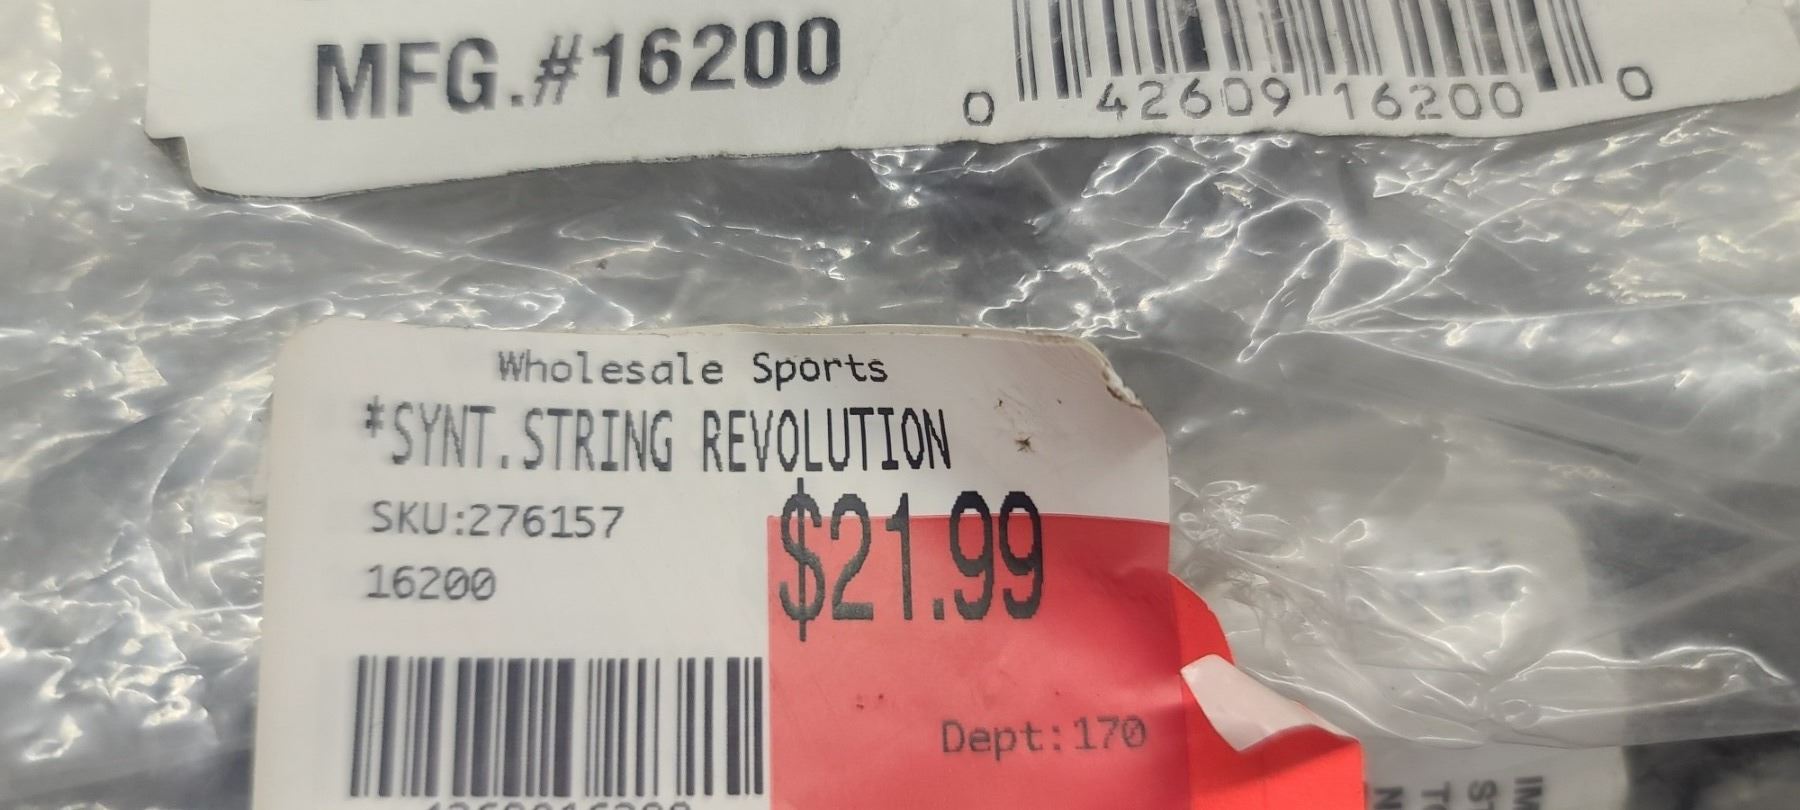 MFG.#16200
0 42609 16200 0
Wholesale Sports
*SYNT.STRING REVOLUTION
SKU:276157
$21.99
16200
Dept:170